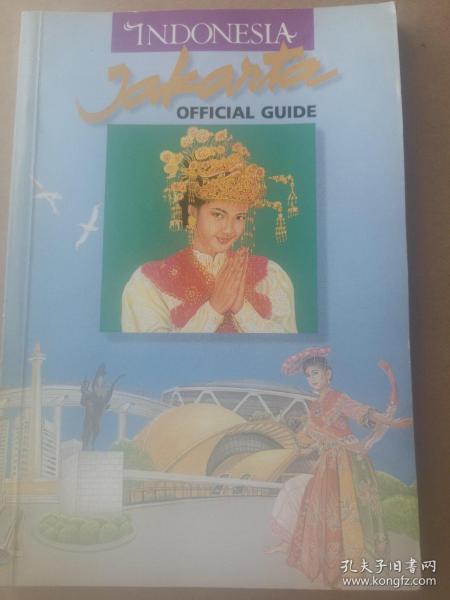 INDONESIA
Jakarta
OFFICIAL GUIDE
孔夫子旧书网
www.kongfz.com